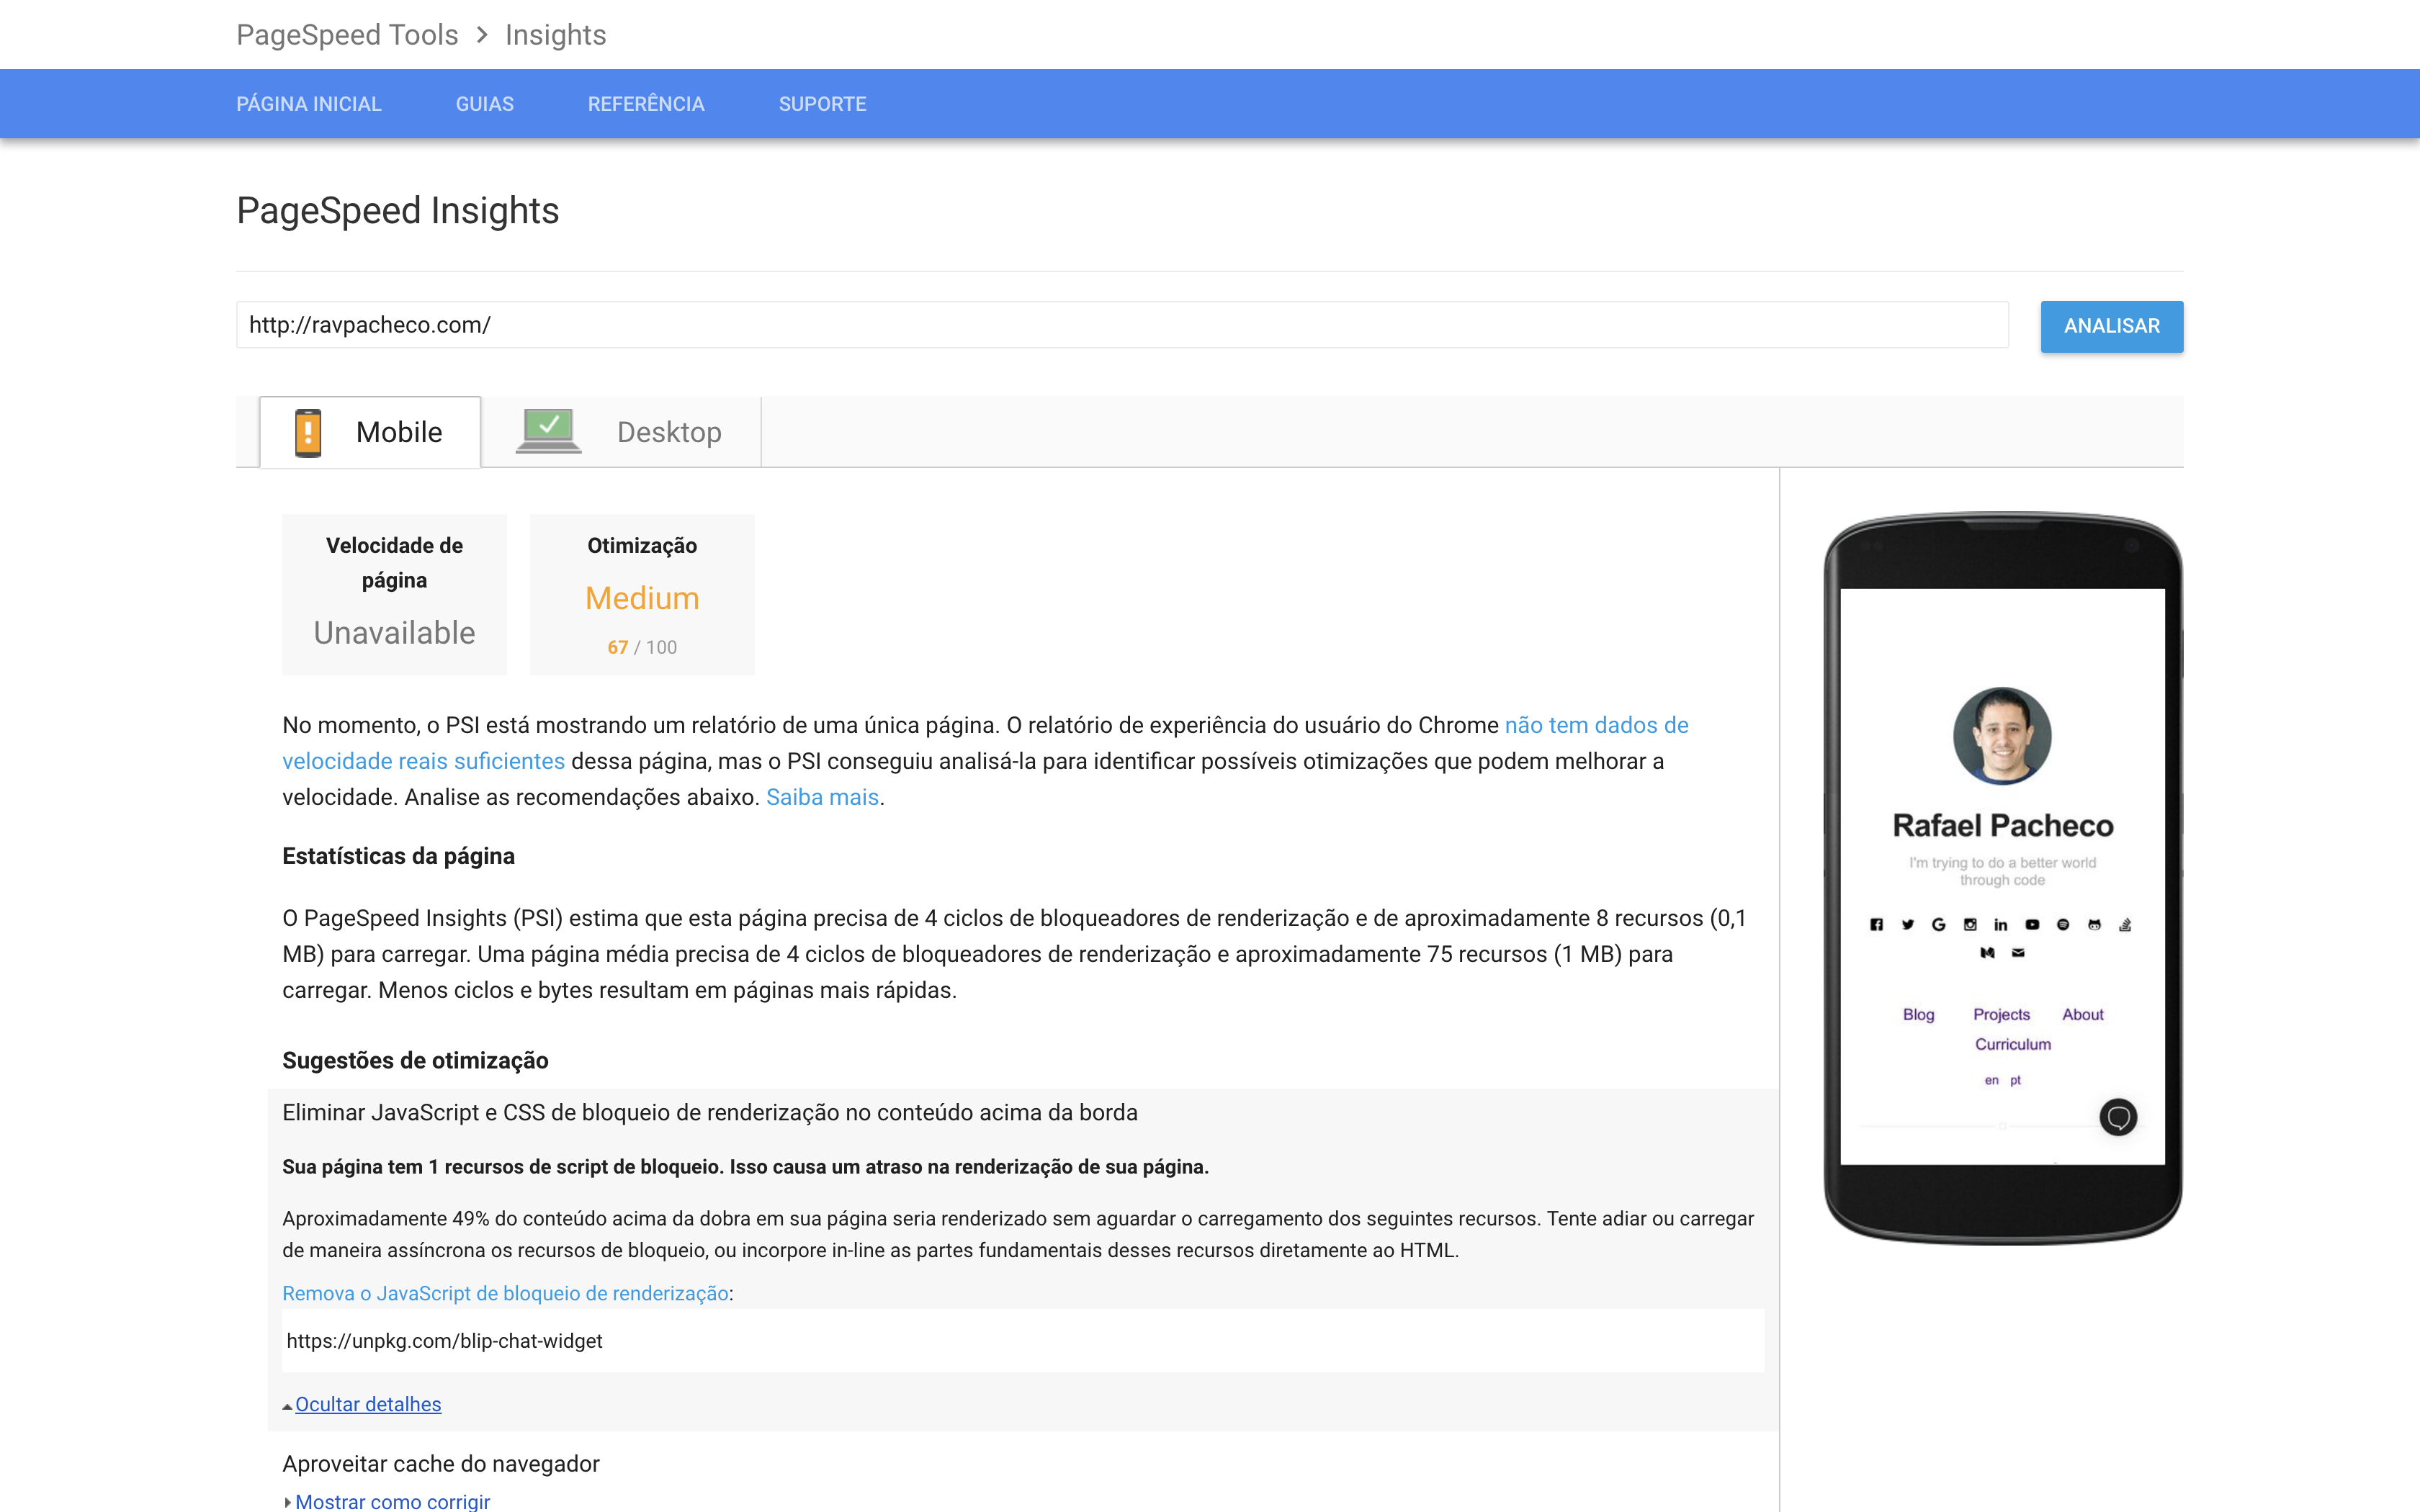 PageSpeed Tools > Insights
PÁGINA INICIAL GUIAS REFERÊNCIA SUPORTE
PageSpeed Insights
http://ravpacheco.com/
ANALISAR
Mobile Desktop
Velocidade de
página
Unavailable
Otimização
Medium
67 / 100
No momento, o PSI está mostrando um relatório de uma única página. O relatório de experiência do usuário do Chrome não tem dados de
velocidade reais suficientes dessa página, mas o PSI conseguiu analisá-la para identificar possíveis otimizações que podem melhorar a
velocidade. Analise as recomendações abaixo. Saiba mais.
Estatísticas da página
O PageSpeed Insights (PSI) estima que esta página precisa de 4 ciclos de bloqueadores de renderização e de aproximadamente 8 recursos (0,1
MB) para carregar. Uma página média precisa de 4 ciclos de bloqueadores de renderização e aproximadamente 75 recursos (1 MB) para
carregar. Menos ciclos e bytes resultam em páginas mais rápidas.
Sugestões de otimização
Eliminar JavaScript e CSS de bloqueio de renderização no conteúdo acima da borda
Sua página tem 1 recursos de script de bloqueio. Isso causa um atraso na renderização de sua página.
Aproximadamente 49% do conteúdo acima da dobra em sua página seria renderizado sem aguardar o carregamento dos seguintes recursos. Tente adiar ou carregar
de maneira assíncrona os recursos de bloqueio, ou incorpore in-line as partes fundamentais desses recursos diretamente ao HTML.
Remova o JavaScript de bloqueio de renderização:
https://unpkg.com/blip-chat-widget
Ocultar detalhes
Aproveitar cache do navegador
Mostrar como corrigir
Rafael Pacheco
I'm trying to do a better world
through code
Blog Projects About
Curriculum
en pt